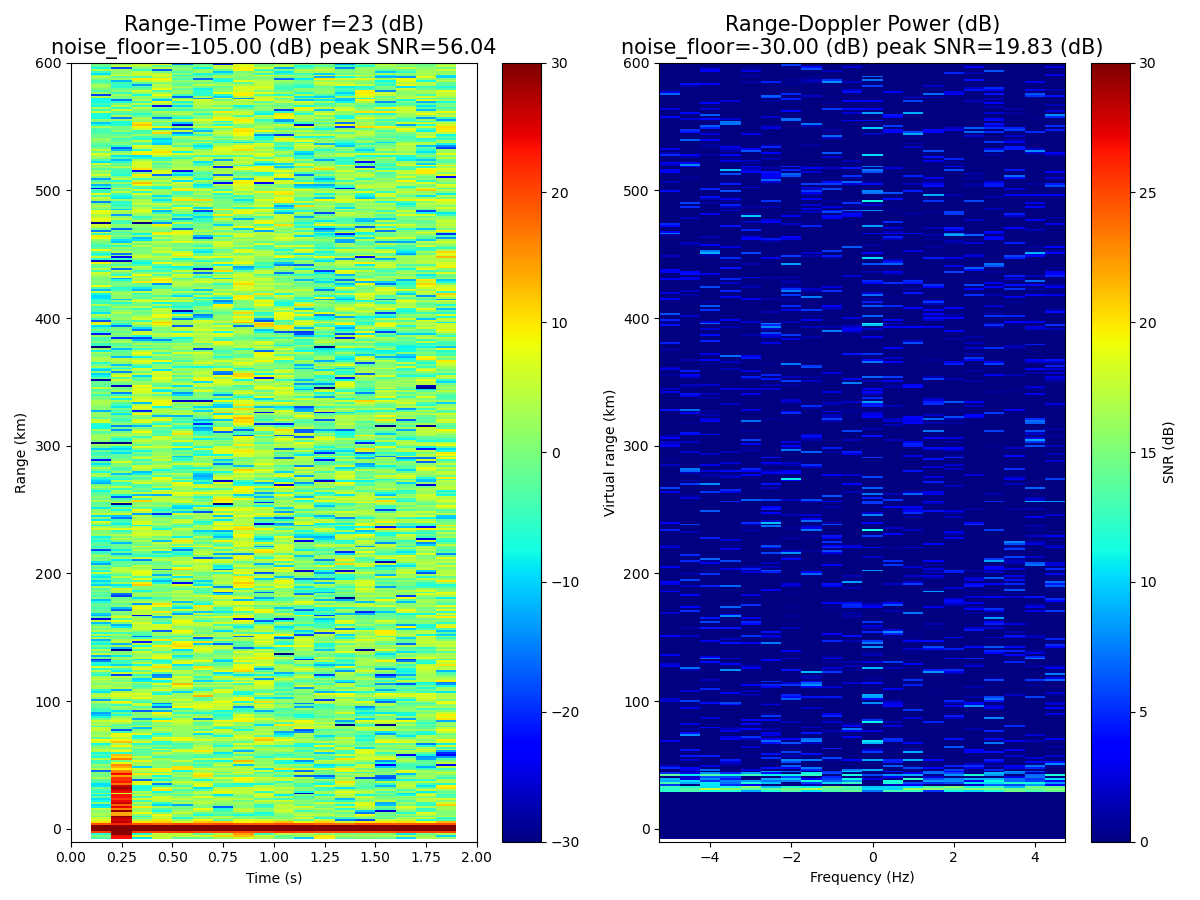 Range-Time Power f=23 (dB)
noise_floor=-105.00 (dB) peak SNR=56.04
Range (km)
600
500
400
300
200
100
0
0.00 0.25 0.50 0.75 1.00 1.25 1.50 1.75 2.00
Time (s)
30
20
10
0
−10
−20
−30
Range-Doppler Power (dB)
noise_floor=-30.00 (dB) peak SNR=19.83 (dB)
Virtual range (km)
600
500
400
300
200
100
0
−4 −2 0 2 4
Frequency (Hz)
30
25
20
15
10
5
0
SNR (dB)